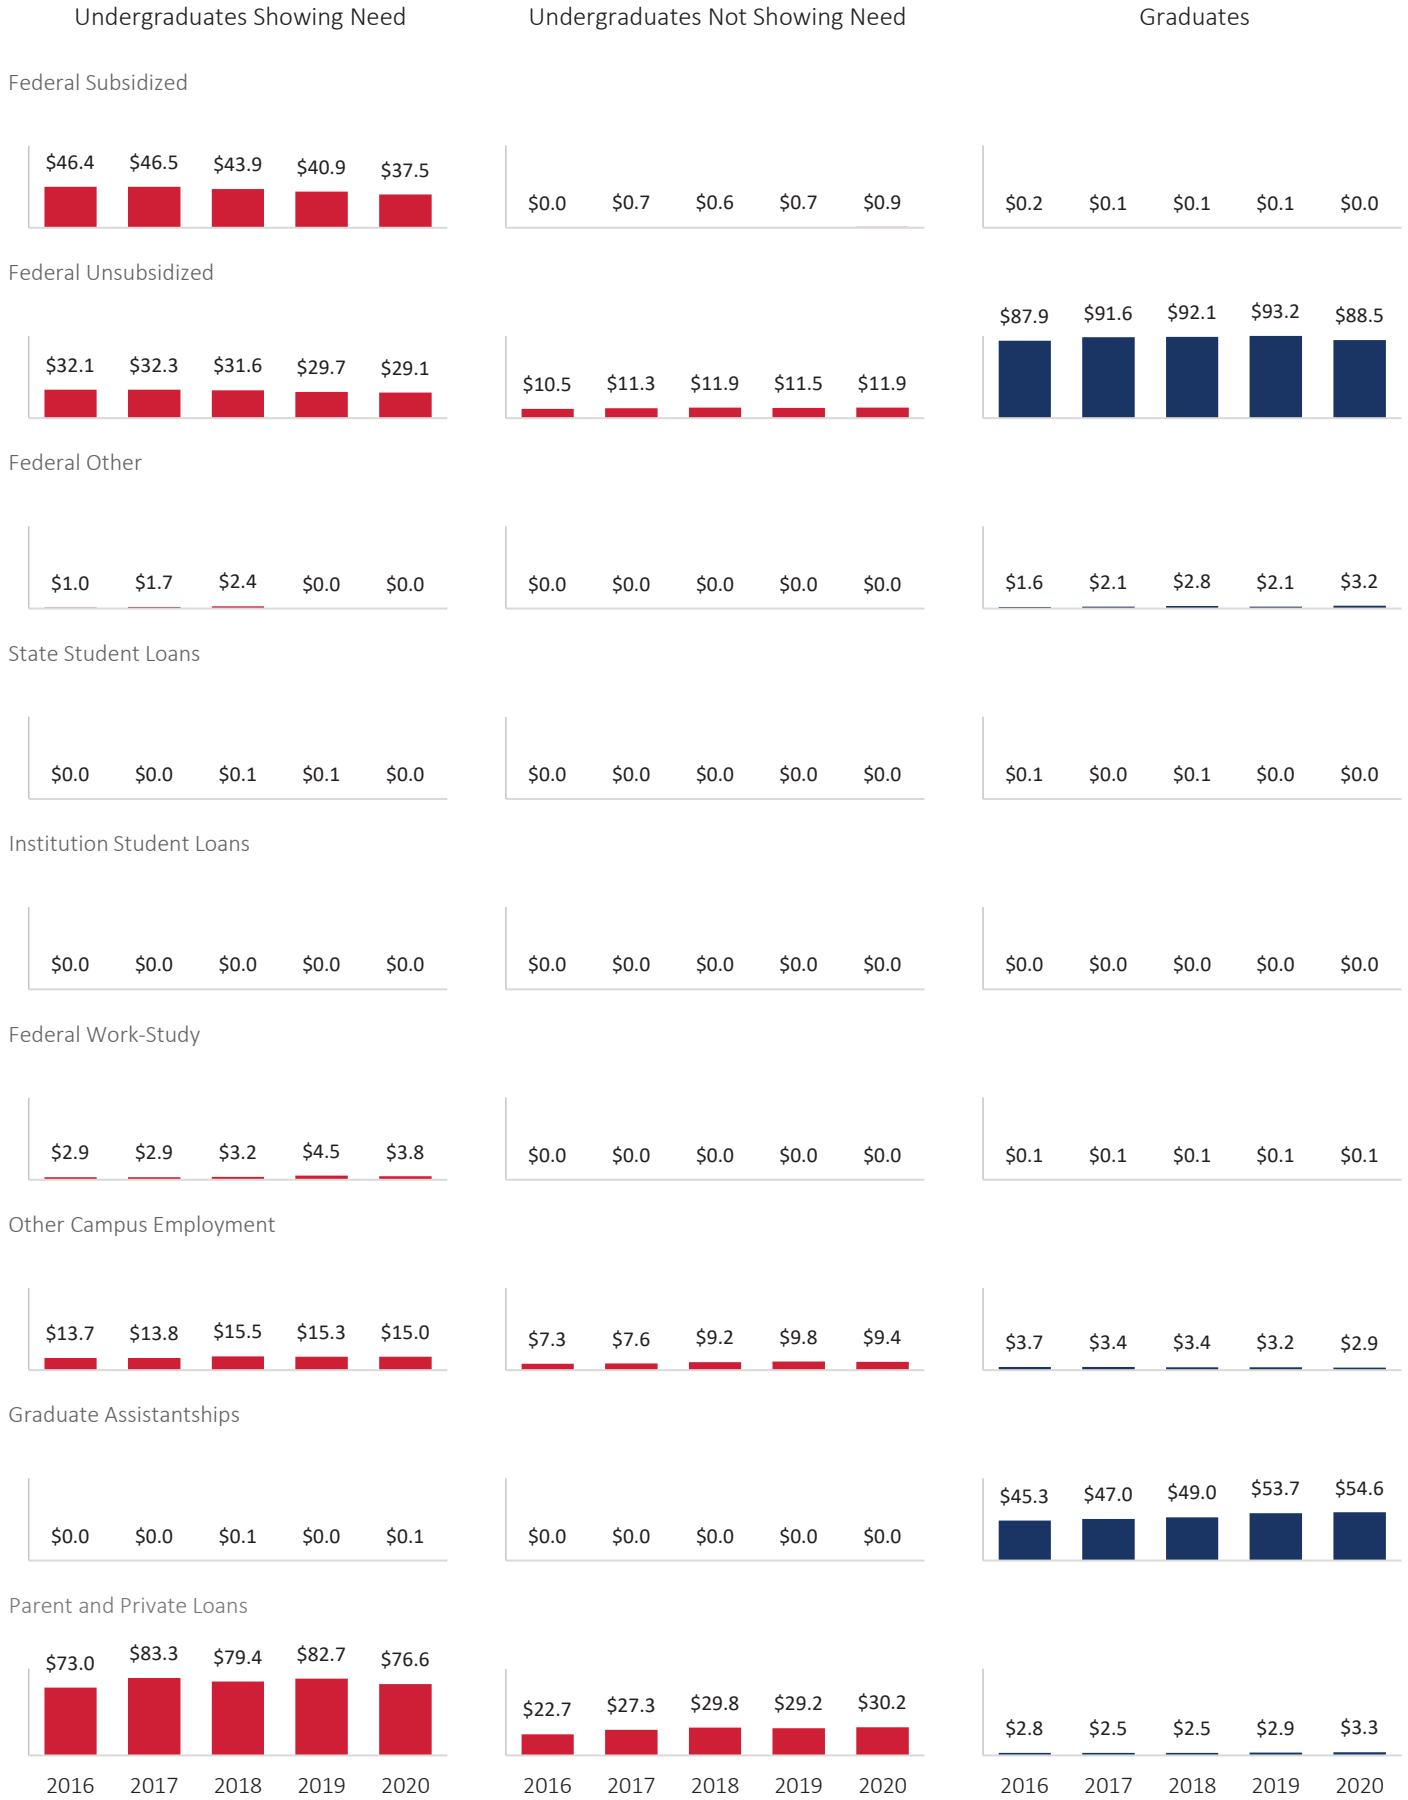 Undergraduates Showing Need Undergraduates Not Showing Need Graduates
Federal Subsidized
$46.4 $46.5 $43.9 $40.9 $37.5 $0.0 $0.7 $0.6 $0.7 $0.9 $0.2 $0.1 $0.1 $0.1 $0.0
Federal Unsubsidized
$32.1 $32.3 $31.6 $29.7 $29.1 $10.5 $11.3 $11.9 $11.5 $11.9 $87.9 $91.6 $92.1 $93.2 $88.5
Federal Other
$1.0 $1.7 $2.4 $0.0 $0.0 $0.0 $0.0 $0.0 $0.0 $0.0 $1.6 $2.1 $2.8 $2.1 $3.2
State Student Loans
$0.0 $0.0 $0.1 $0.1 $0.0 $0.0 $0.0 $0.0 $0.0 $0.0 $0.1 $0.0 $0.1 $0.0 $0.0
Institution Student Loans
$0.0 $0.0 $0.0 $0.0 $0.0 $0.0 $0.0 $0.0 $0.0 $0.0 $0.0 $0.0 $0.0 $0.0 $0.0
Federal Work-Study
$2.9 $2.9 $3.2 $4.5 $3.8 $0.0 $0.0 $0.0 $0.0 $0.0 $0.1 $0.1 $0.1 $0.1 $0.1
Other Campus Employment
$13.7 $13.8 $15.5 $15.3 $15.0 $7.3 $7.6 $9.2 $9.8 $9.4 $3.7 $3.4 $3.4 $3.2 $2.9
Graduate Assistantships
$0.0 $0.0 $0.1 $0.0 $0.1 $0.0 $0.0 $0.0 $0.0 $0.0 $45.3 $47.0 $49.0 $53.7 $54.6
Parent and Private Loans
$73.0 $83.3 $79.4 $82.7 $76.6 $22.7 $27.3 $29.8 $29.2 $30.2 $2.8 $2.5 $2.5 $2.9 $3.3
2016 2017 2018 2019 2020 2016 2017 2018 2019 2020 2016 2017 2018 2019 2020